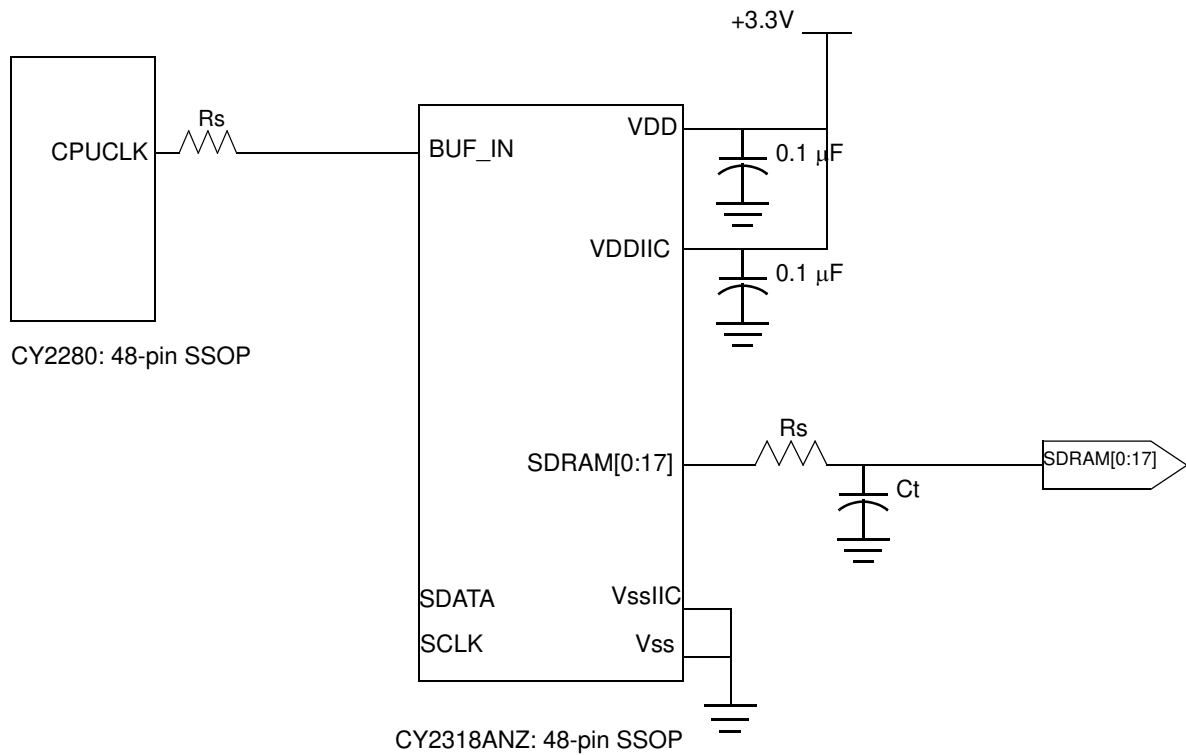 +3.3V
Rs
CPUCLK
BUF_IN
VDD
0.1 µF
VDDIIC
0.1 µF
CY2280: 48-pin SSOP
Rs
SDRAM[0:17]
SDRAM[0:17]
Ct
SDATA
VssIIC
SCLK
Vss
CY2318ANZ: 48-pin SSOP